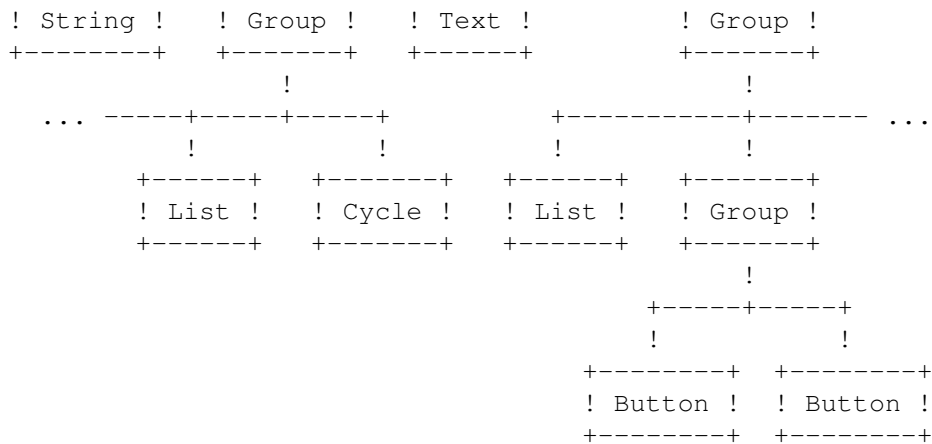 ! String !   ! Group !   ! Text !        ! Group !
+--------+   +-------+   +------+        +-------+
                 !                           !
  ... -----+-----+-----+          +----------+------- ...
           !           !          !          !
        +------+   +-------+   +------+   +-------+
        ! List !   ! Cycle !   ! List !   ! Group !
        +------+   +-------+   +------+   +-------+
                                             !
                                       +-----+-----+
                                       !           !
                                   +--------+  +--------+
                                   ! Button !  ! Button !
                                   +--------+  +--------+